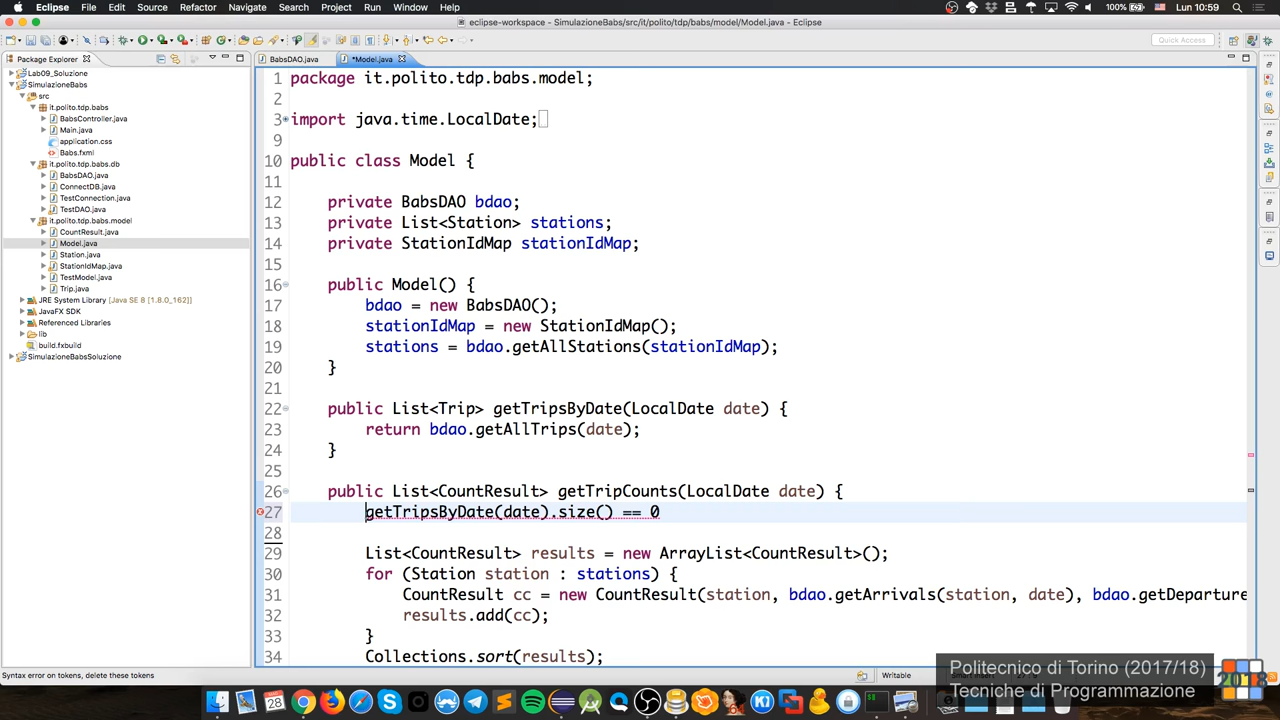 Eclipse File Edit Source Refactor Navigate Search Project Run Window Help
100% Lun 10:59
eclipse-workspace - SimulazioneBabs/src/it/polito/tdp/babs/model/Model.java - Eclipse
Quick Access
Package Explorer
BabsDAO.java
*Model.java
Lab09_Soluzione
SimulazioneBabs
src
it.polito.tdp.babs
BabsController.java
Main.java
application.css
Babs.fxml
it.polito.tdp.babs.db
BabsDAO.java
ConnectDB.java
TestConnection.java
TestDAO.java
it.polito.tdp.babs.model
CountResult.java
Model.java
Station.java
StationIdMap.java
TestModel.java
Trip.java
JRE System Library [Java SE 8 [1.8.0_162]]
JavaFX SDK
Referenced Libraries
lib
build.fxbuild
SimulazioneBabsSoluzione
1 package it.polito.tdp.babs.model;
2
3 import java.time.LocalDate;
9
10 public class Model {
11
12 private BabsDAO bdao;
13 private List<Station> stations;
14 private StationIdMap stationIdMap;
15
16 public Model() {
17 bdao = new BabsDAO();
18 stationIdMap = new StationIdMap();
19 stations = bdao.getAllStations(stationIdMap);
20 }
21
22 public List<Trip> getTripsByDate(LocalDate date) {
23 return bdao.getAllTrips(date);
24 }
25
26 public List<CountResult> getTripCounts(LocalDate date) {
27 getTripsByDate(date).size() == 0
28
29 List<CountResult> results = new ArrayList<CountResult>();
30 for (Station station : stations) {
31 CountResult cc = new CountResult(station, bdao.getArrivals(station, date), bdao.getDeparture
32 results.add(cc);
33 }
34 Collections.sort(results);
Syntax error on tokens, delete these tokens
Writable
Politecnico di Torino (2017/18)
Tecniche di Programmazione
2018